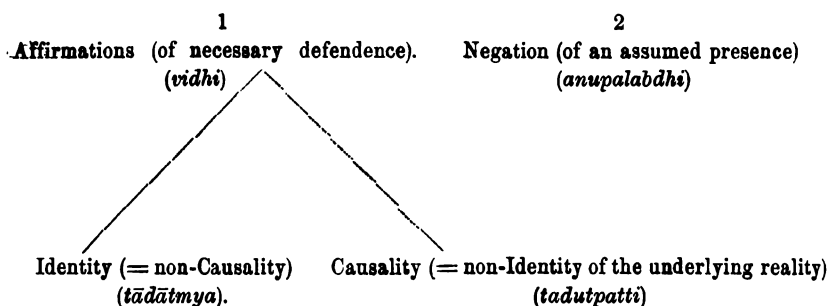 1 2
Affirmations (of necessary defendence). Negation (of an assumed presence)
(vidhi) (anupalabdhi)
Identity (= non-Causality) Causality (= non-Identity of the underlying reality)
(tādātmya). (tadutpatti)